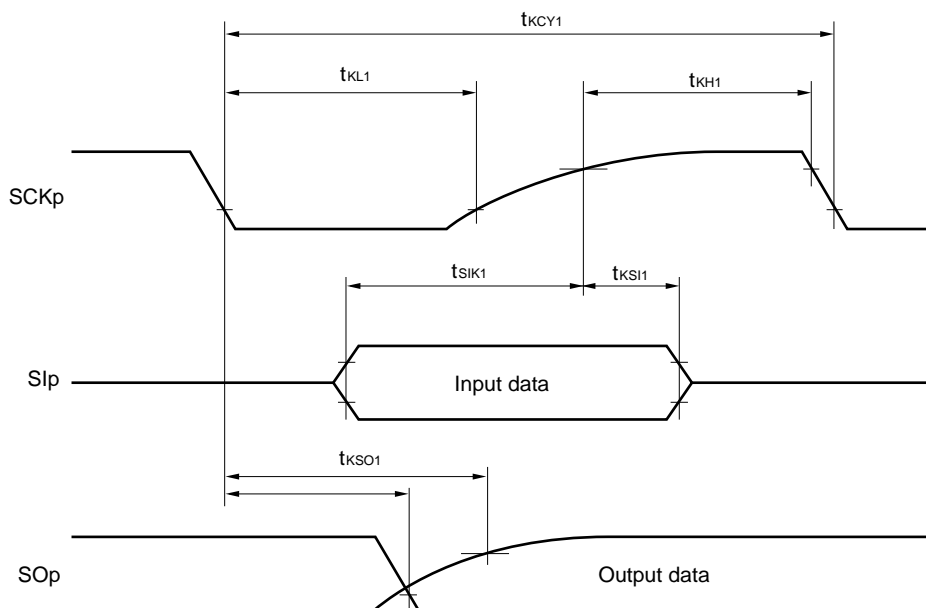 tKCY1
tKL1
tKH1
SCKp
tSIK1
tKSI1
SIp
Input data
tKSO1
SOp
Output data